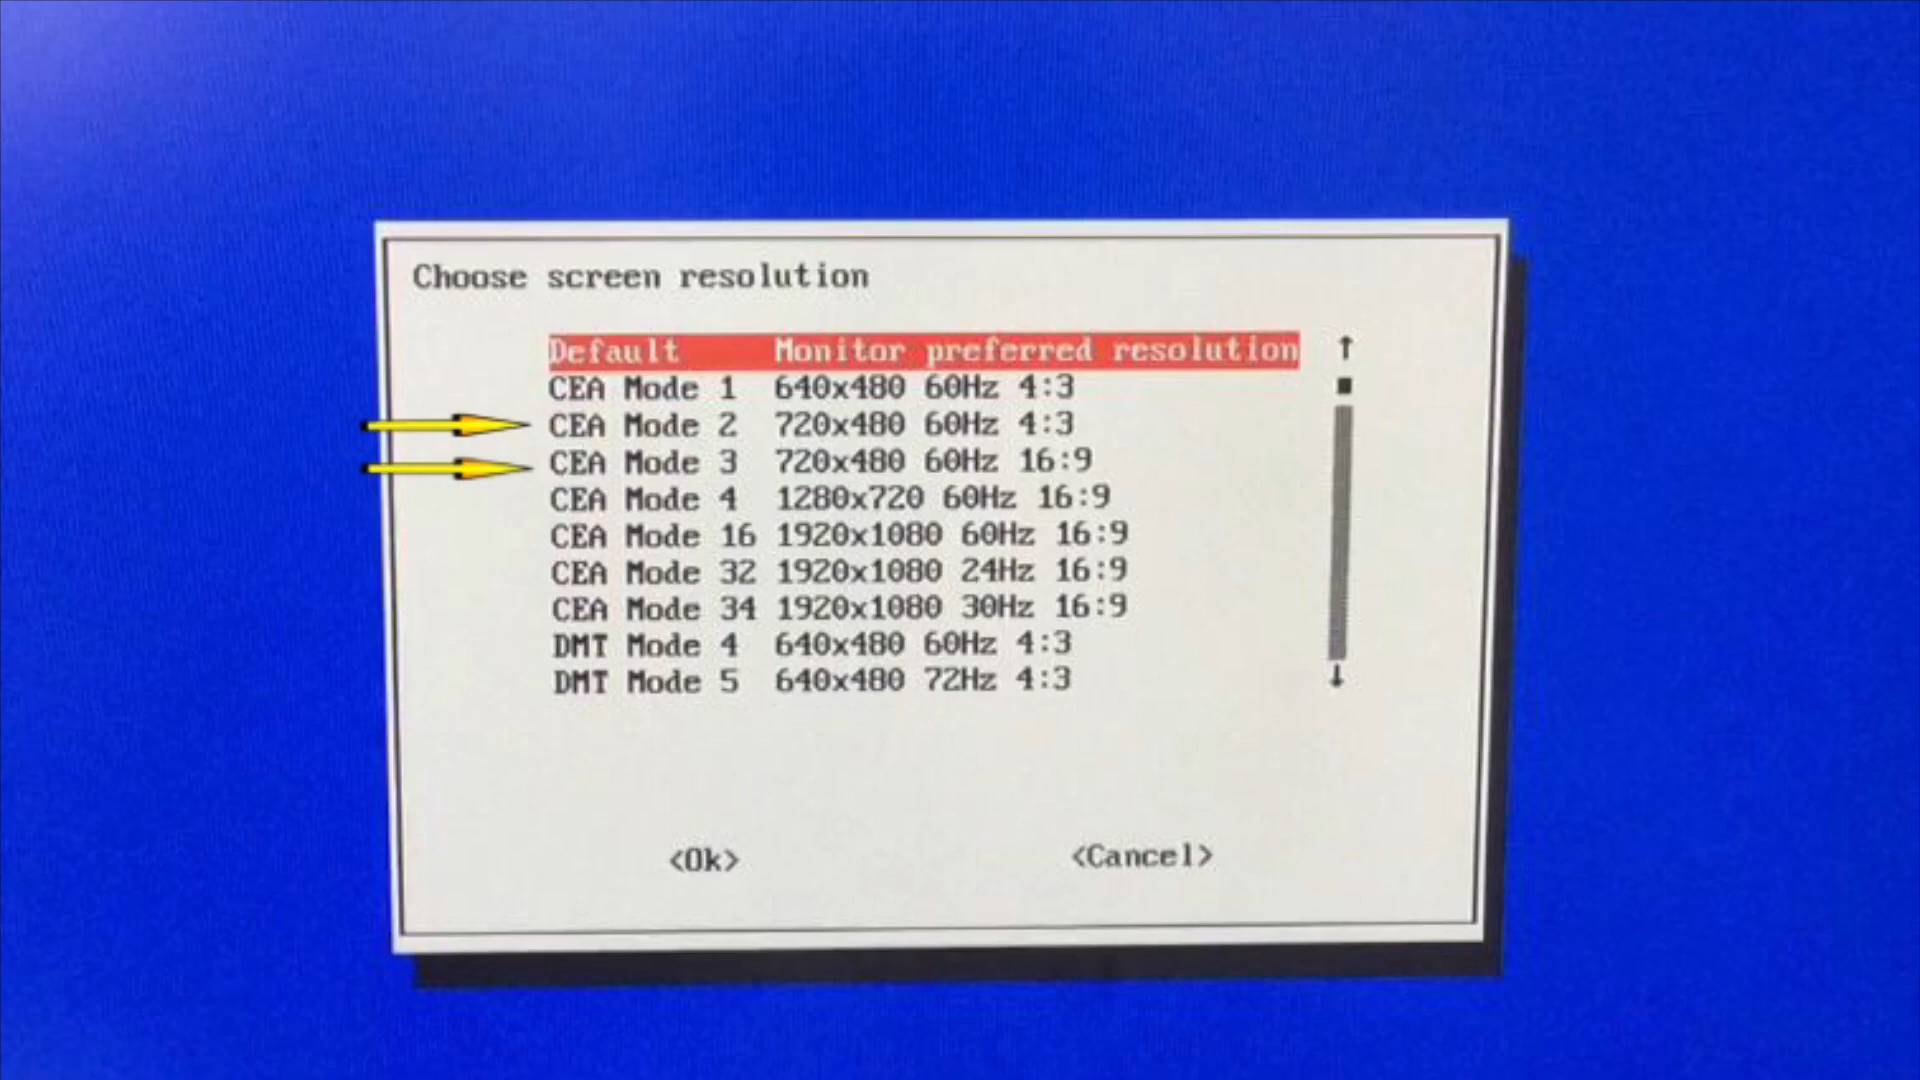 Choose screen resolution
Default Monitor preferred resolution
CEA Mode 1 640x480 60Hz 4:3
CEA Mode 2 720x480 60Hz 4:3
CEA Mode 3 720x480 60Hz 16:9
CEA Mode 4 1280x720 60Hz 16:9
CEA Mode 16 1920x1080 60Hz 16:9
CEA Mode 32 1920x1080 24Hz 16:9
CEA Mode 34 1920x1080 30Hz 16:9
DMT Mode 4 640x480 60Hz 4:3
DMT Mode 5 640x480 72Hz 4:3
<Ok> <Cancel>